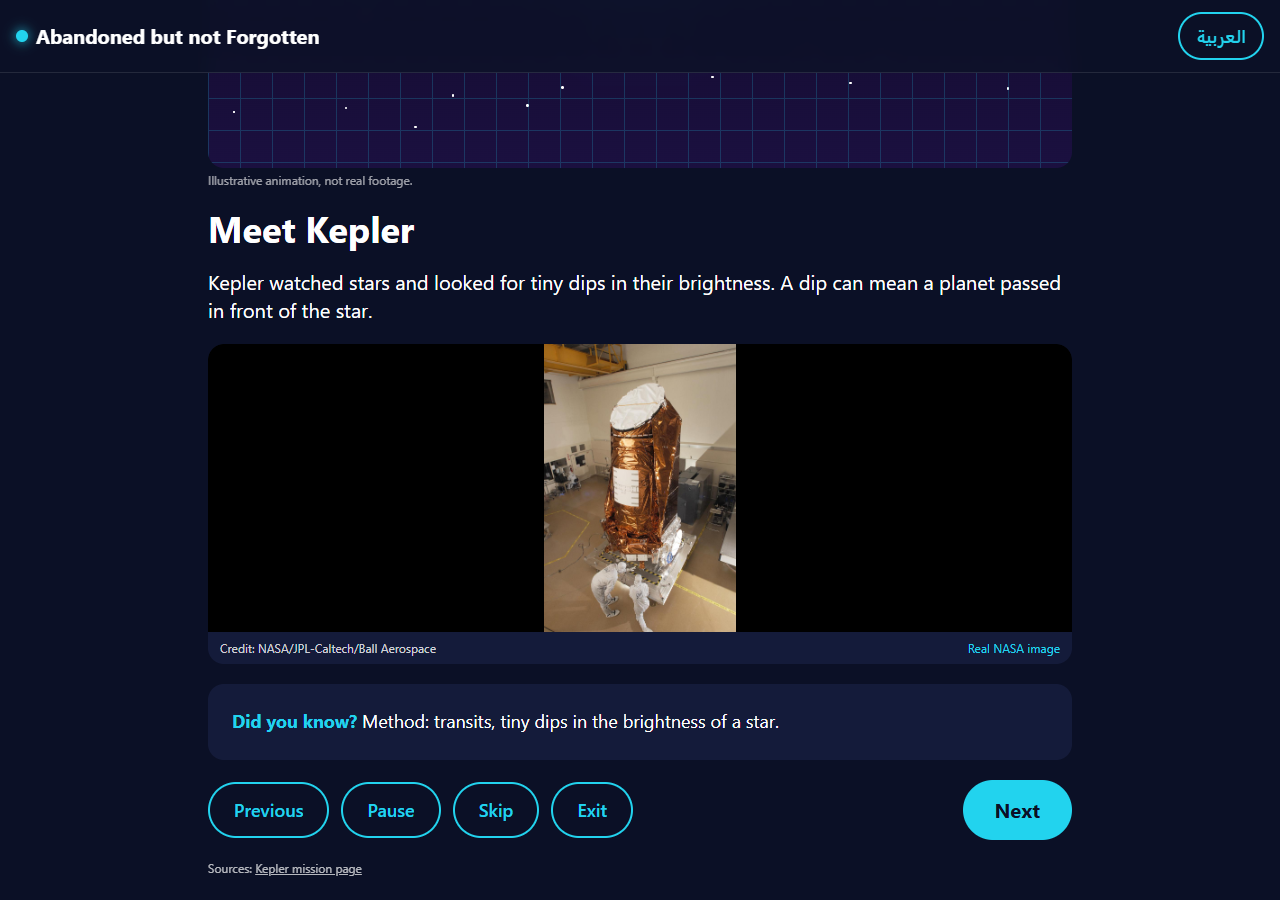 Abandoned but not Forgotten
العربية
Illustrative animation, not real footage.
Meet Kepler
Kepler watched stars and looked for tiny dips in their brightness. A dip can mean a planet passed
in front of the star.
Credit: NASA/JPL-Caltech/Ball Aerospace
Real NASA image
Did you know? Method: transits, tiny dips in the brightness of a star.
Previous
Pause
Skip
Exit
Next
Sources: Kepler mission page